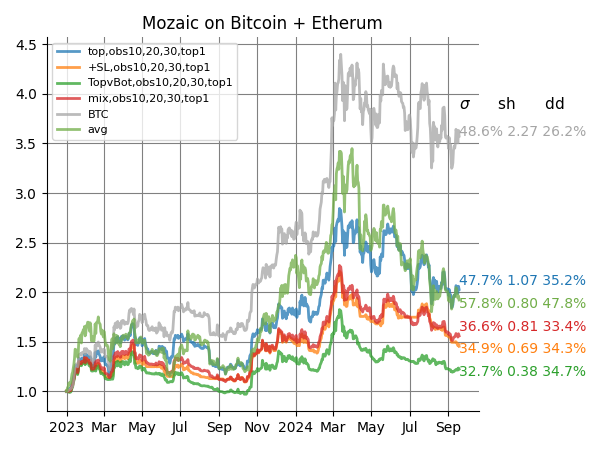 Mozaic on Bitcoin + Etherum
4.5
4.0
3.5
3.0
2.5
2.0
1.5
1.0
top,obs10,20,30,top1
+SL,obs10,20,30,top1
TopvBot,obs10,20,30,top1
mix,obs10,20,30,top1
BTC
avg
σ sh dd
48.6% 2.27 26.2%
47.7% 1.07 35.2%
57.8% 0.80 47.8%
36.6% 0.81 33.4%
34.9% 0.69 34.3%
32.7% 0.38 34.7%
2023 Mar May Jul Sep Nov 2024 Mar May Jul Sep